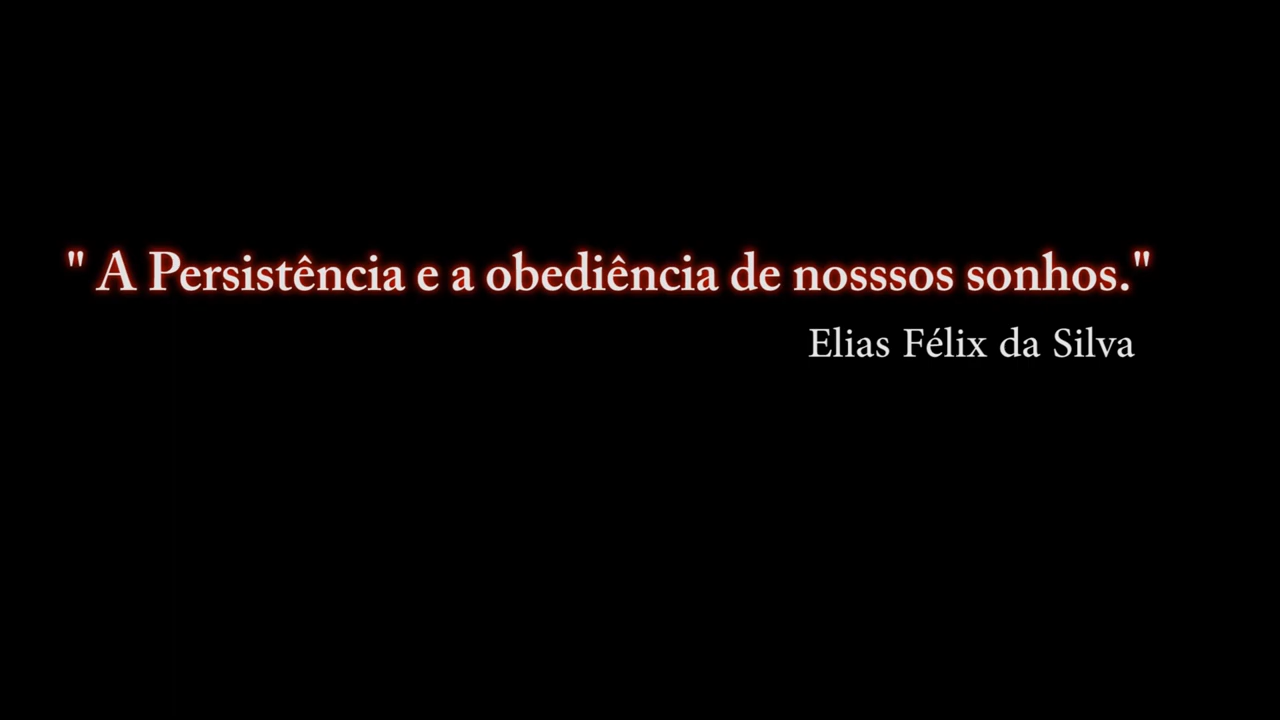 " A Persistência e a obediência de nosssos sonhos."
Elias Félix da Silva